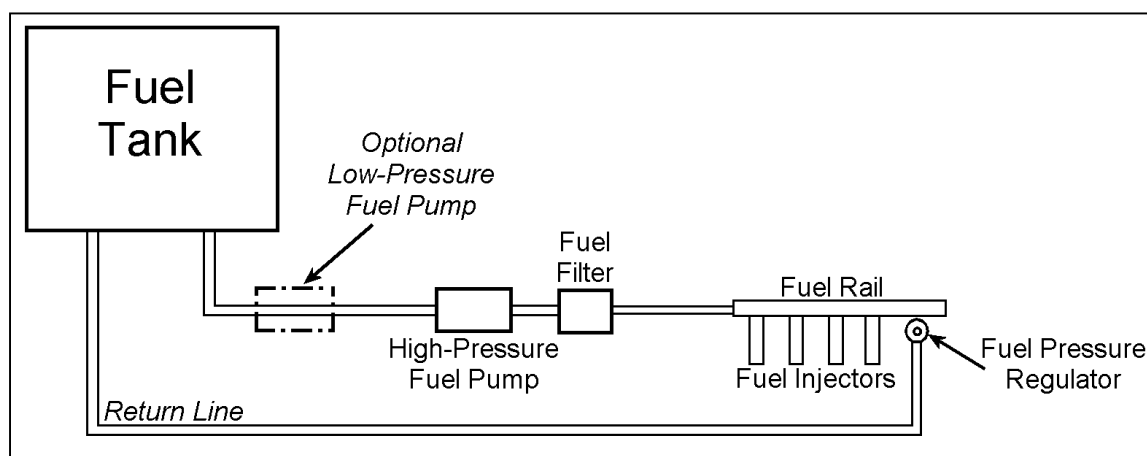 Fuel
Tank
Optional
Low-Pressure
Fuel Pump
Fuel
Filter
Fuel Rail
High-Pressure
Fuel Pump
Fuel Injectors
Fuel Pressure
Regulator
Return Line